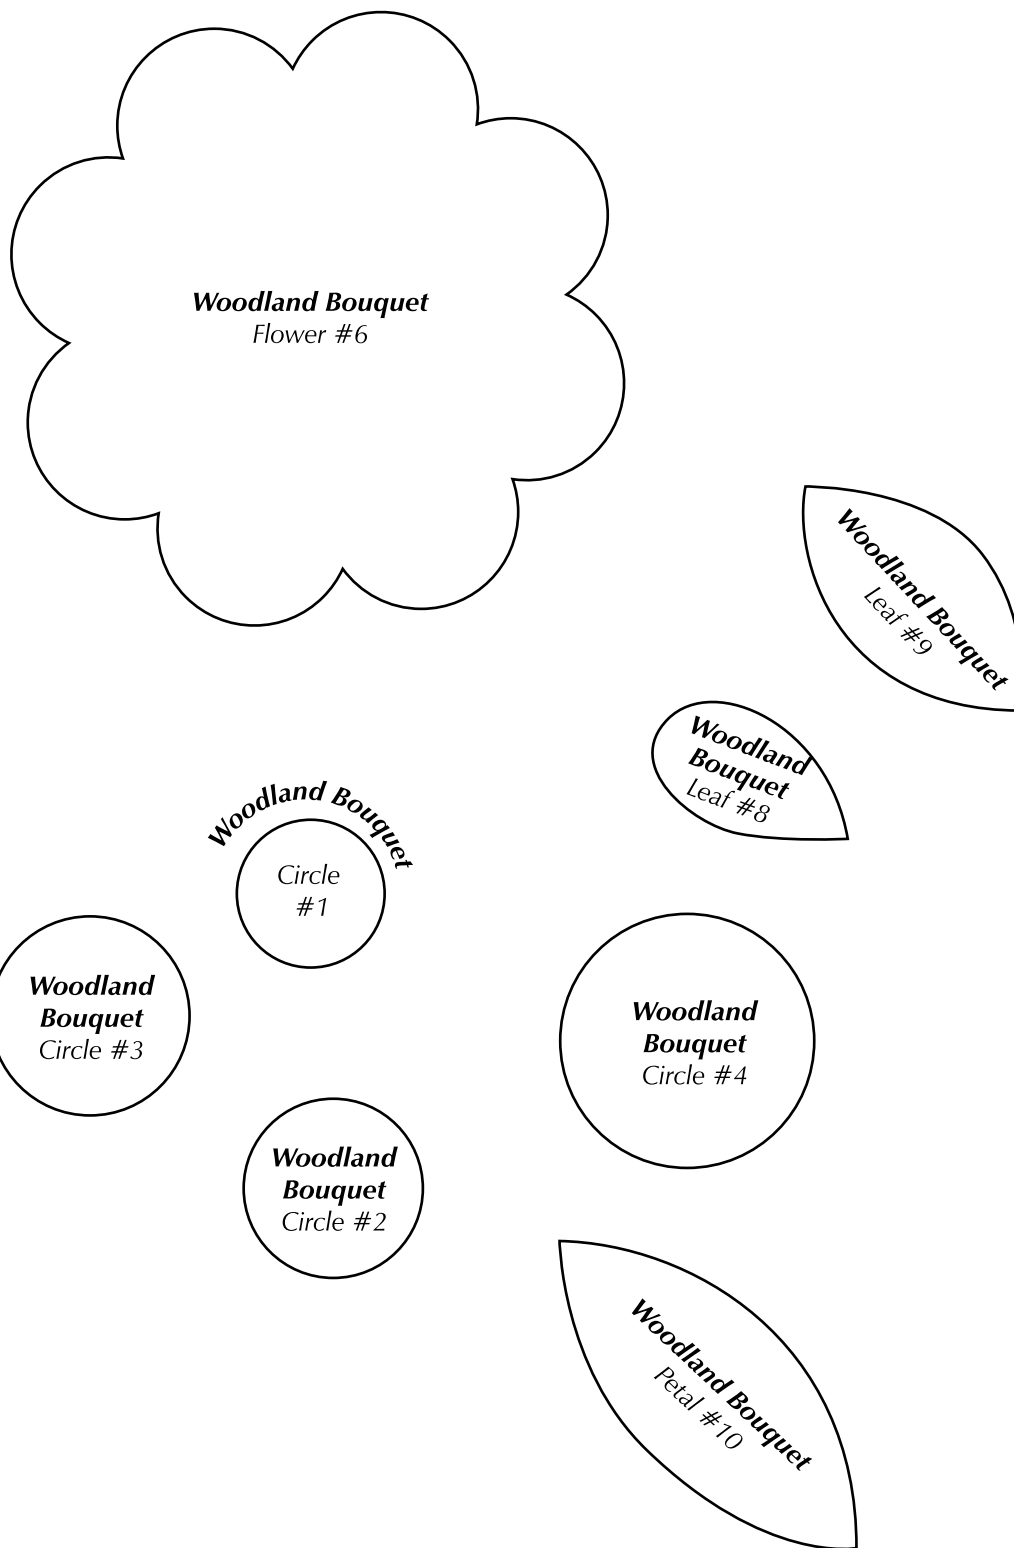 Woodland Bouquet
Flower #6
Woodland Bouquet
Leaf #9
Woodland
Bouquet
Leaf #8
Woodland Bouquet
Circle
#1
Woodland
Bouquet
Circle #3
Woodland
Bouquet
Circle #4
Woodland
Bouquet
Circle #2
Woodland Bouquet
Petal #10